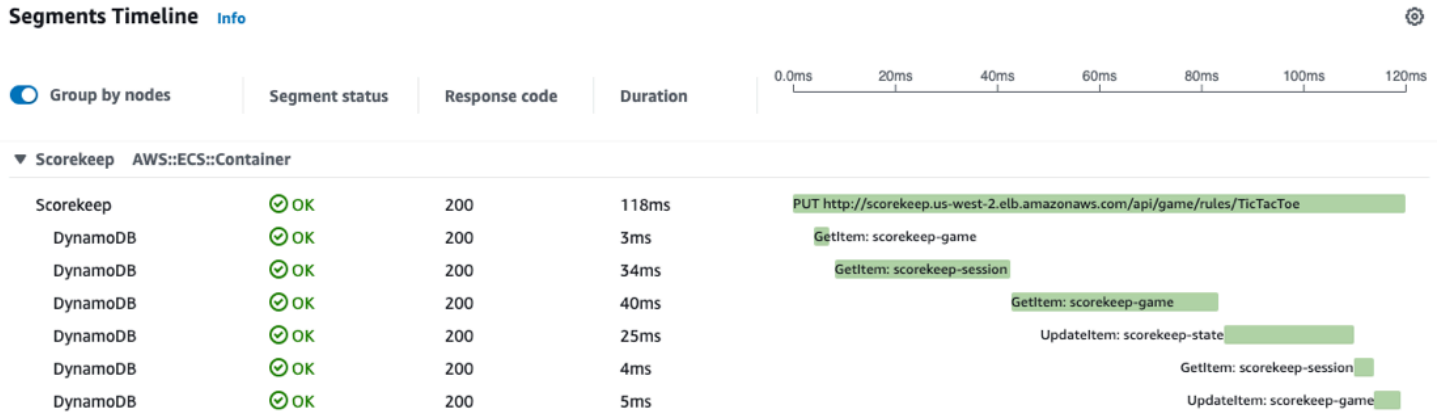 Segments Timeline Info
0.0ms 20ms 40ms 60ms 80ms 100ms 120ms
Group by nodes Segment status Response code Duration
Scorekeep AWS::ECS::Container
Scorekeep OK 200 118ms PUT http://scorekeep.us-west-2.elb.amazonaws.com/api/game/rules/TicTacToe
DynamoDB OK 200 3ms GetItem: scorekeep-game
DynamoDB OK 200 34ms GetItem: scorekeep-session
DynamoDB OK 200 40ms GetItem: scorekeep-game
DynamoDB OK 200 25ms UpdateItem: scorekeep-state
DynamoDB OK 200 4ms GetItem: scorekeep-session
DynamoDB OK 200 5ms UpdateItem: scorekeep-game